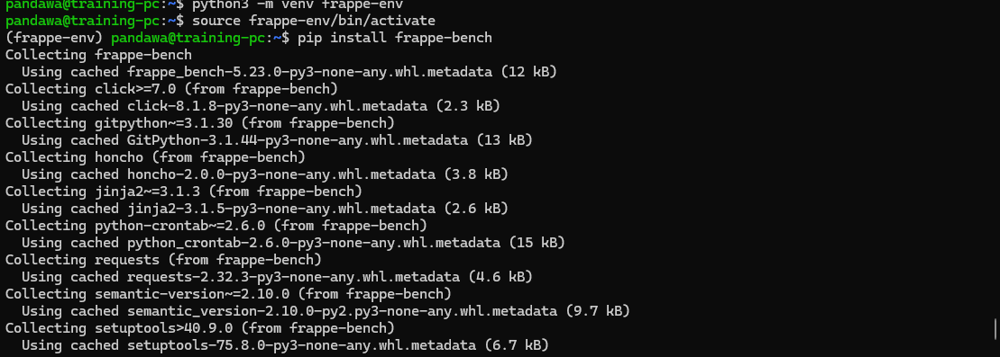 pandawa@training-pc:~$ python3 -m venv frappe-env
pandawa@training-pc:~$ source frappe-env/bin/activate
(frappe-env) pandawa@training-pc:~$ pip install frappe-bench
Collecting frappe-bench
  Using cached frappe_bench-5.23.0-py3-none-any.whl.metadata (12 kB)
Collecting click>=7.0 (from frappe-bench)
  Using cached click-8.1.8-py3-none-any.whl.metadata (2.3 kB)
Collecting gitpython~=3.1.30 (from frappe-bench)
  Using cached GitPython-3.1.44-py3-none-any.whl.metadata (13 kB)
Collecting honcho (from frappe-bench)
  Using cached honcho-2.0.0-py3-none-any.whl.metadata (3.8 kB)
Collecting jinja2~=3.1.3 (from frappe-bench)
  Using cached jinja2-3.1.5-py3-none-any.whl.metadata (2.6 kB)
Collecting python-crontab~=2.6.0 (from frappe-bench)
  Using cached python_crontab-2.6.0-py3-none-any.whl.metadata (15 kB)
Collecting requests (from frappe-bench)
  Using cached requests-2.32.3-py3-none-any.whl.metadata (4.6 kB)
Collecting semantic-version~=2.10.0 (from frappe-bench)
  Using cached semantic_version-2.10.0-py2.py3-none-any.whl.metadata (9.7 kB)
Collecting setuptools>40.9.0 (from frappe-bench)
  Using cached setuptools-75.8.0-py3-none-any.whl.metadata (6.7 kB)